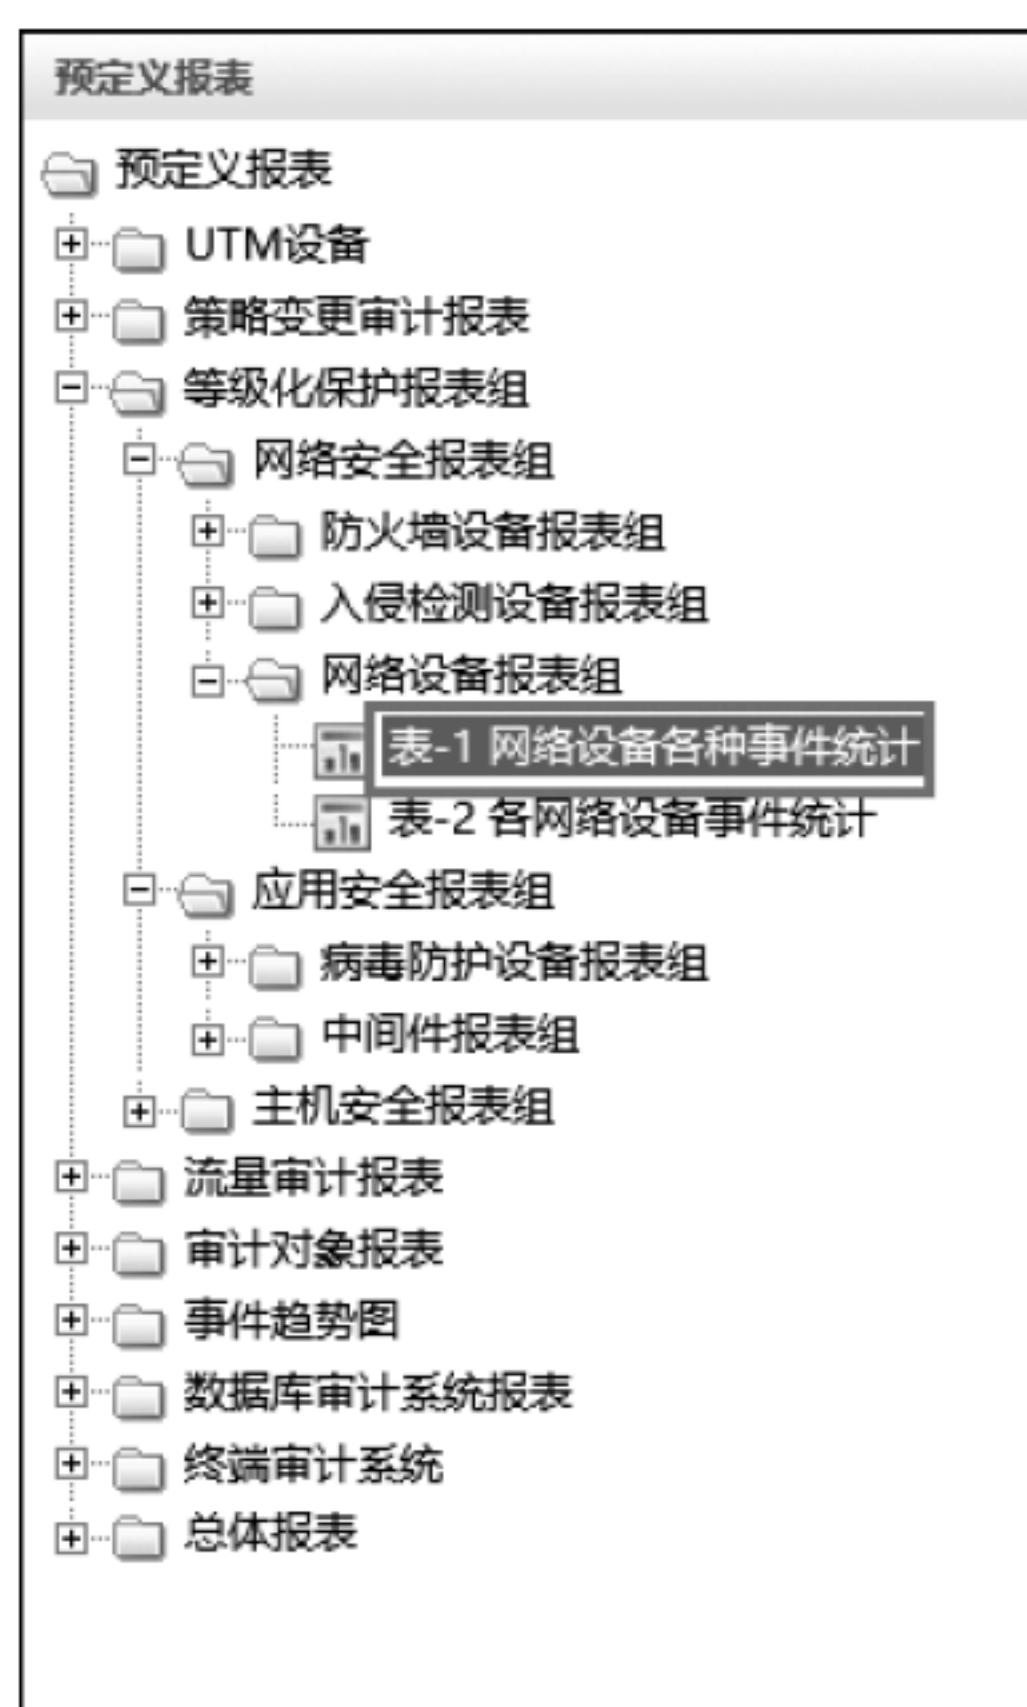 预定义报表
预定义报表
UTM设备
策略变更审计报表
等级化保护报表组
网络安全报表组
防火墙设备报表组
入侵检测设备报表组
网络设备报表组
表-1 网络设备各种事件统计
表-2 各网络设备事件统计
应用安全报表组
病毒防护设备报表组
中间件报表组
主机安全报表组
流量审计报表
审计对象报表
事件趋势图
数据库审计系统报表
终端审计系统
总体报表